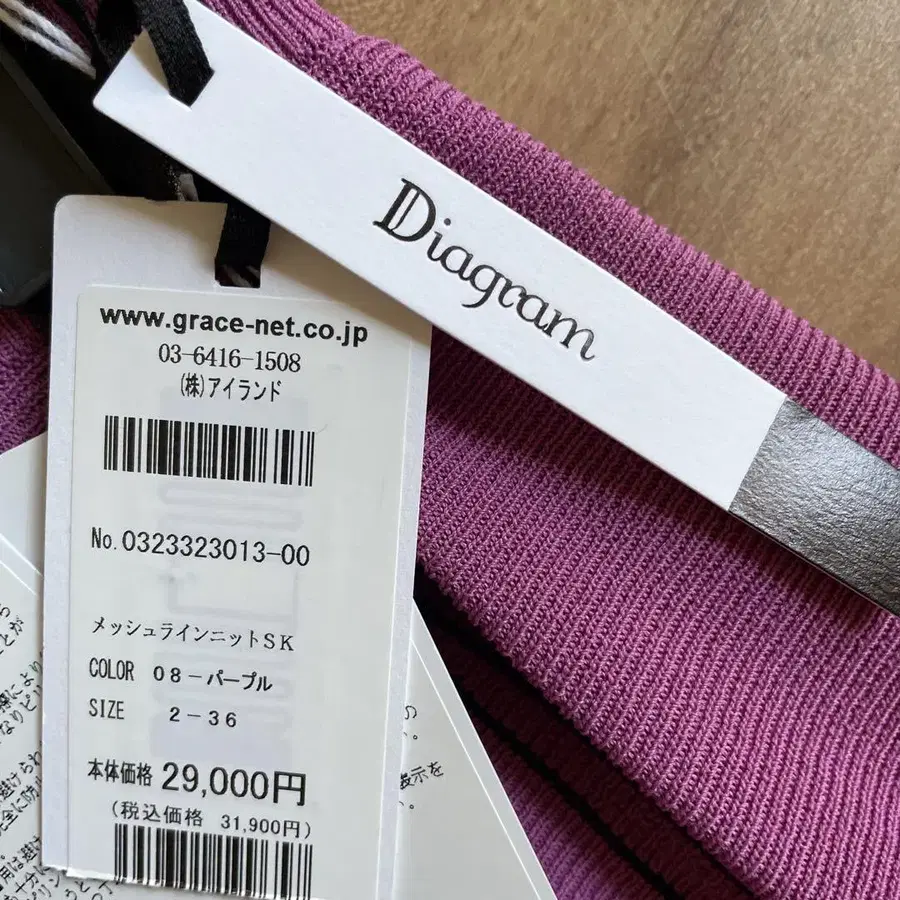 Diagram
www.grace-net.co.jp
03-6416-1508
(株)アイランド
No.0323323013-00
メッシュラインニットSK
COLOR 08-パープル
SIZE 2-36
本体価格 29,000円
(税込価格 31,900円)
表示を